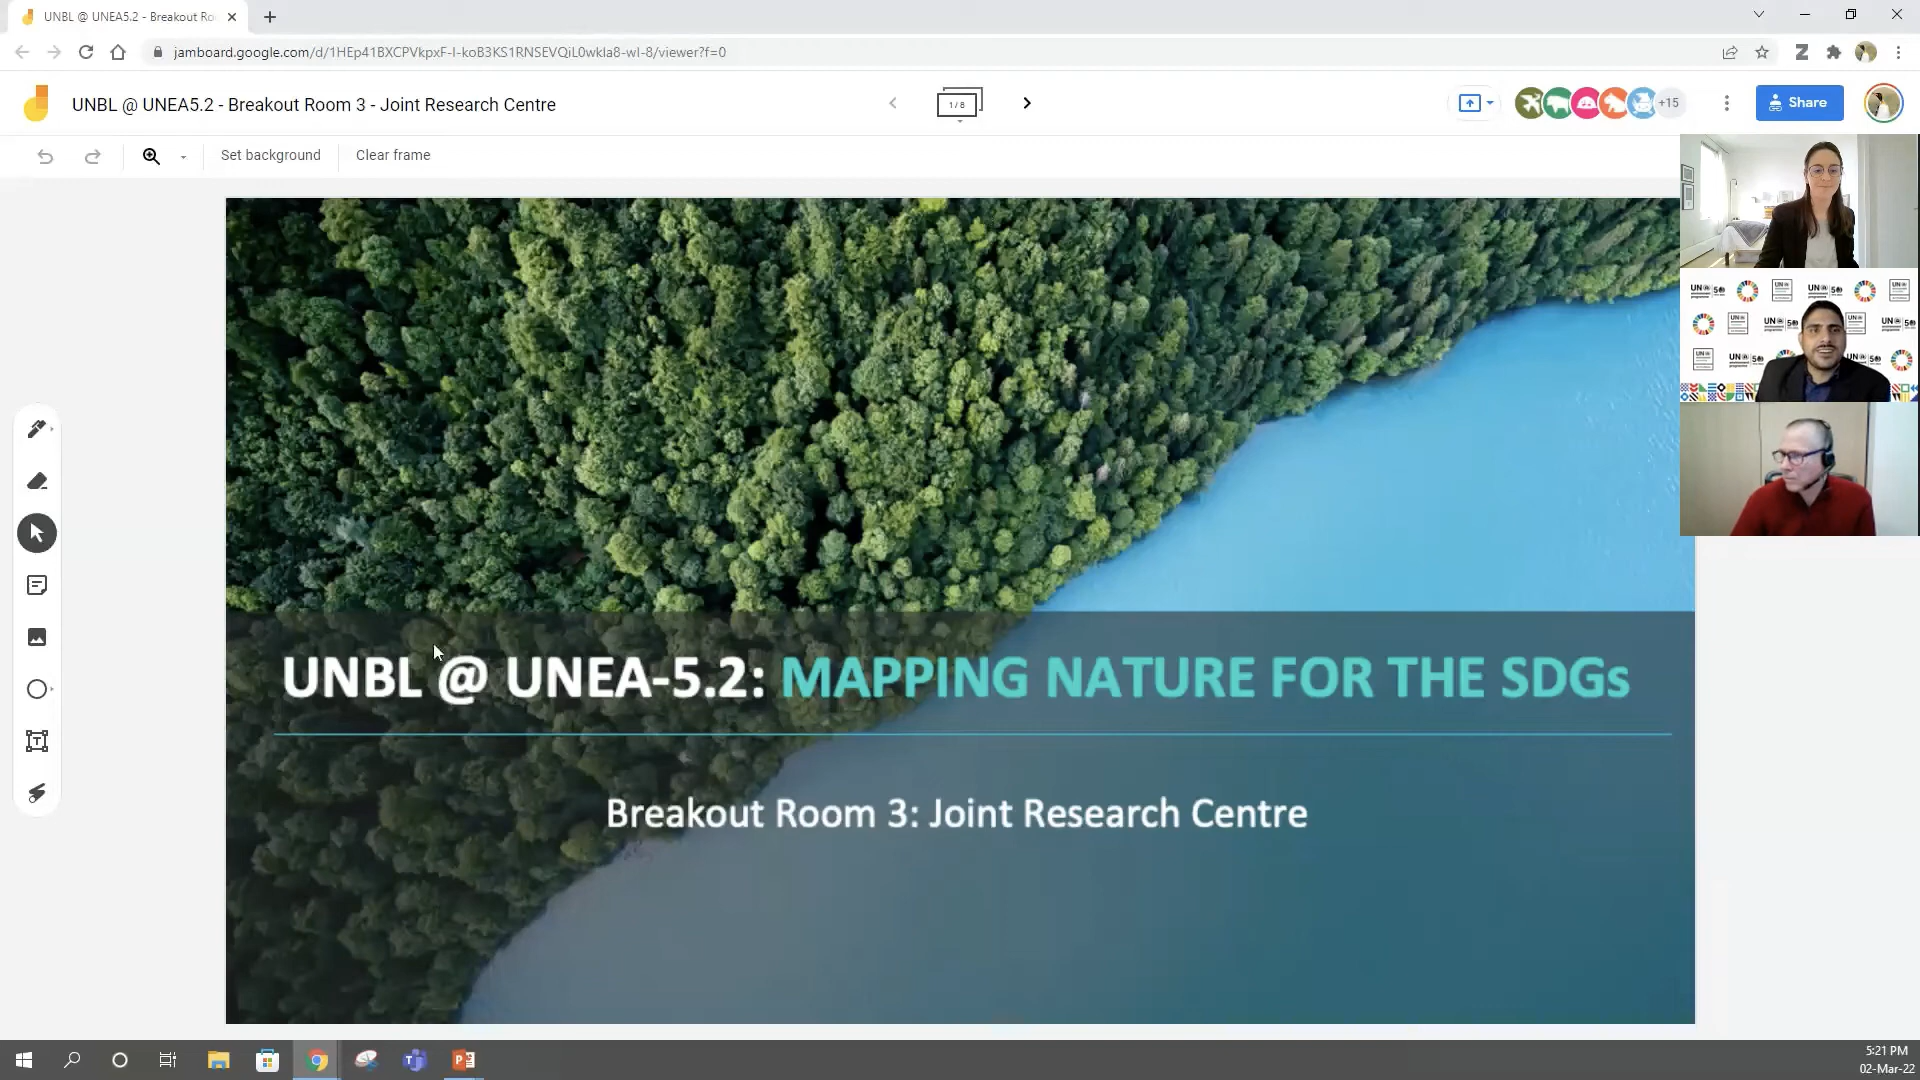 UNBL @ UNEA5.2 - Breakout Ro
jamboard.google.com/d/1HEp41BXCPVkpxF-I-koB3KS1RNSEVQiL0wkla8-wl-8/viewer?f=0
UNBL @ UNEA5.2 - Breakout Room 3 - Joint Research Centre
1 / 8
+15
Share
Set background
Clear frame
UNBL @ UNEA-5.2: MAPPING NATURE FOR THE SDGs
Breakout Room 3: Joint Research Centre
5:21 PM
02-Mar-22